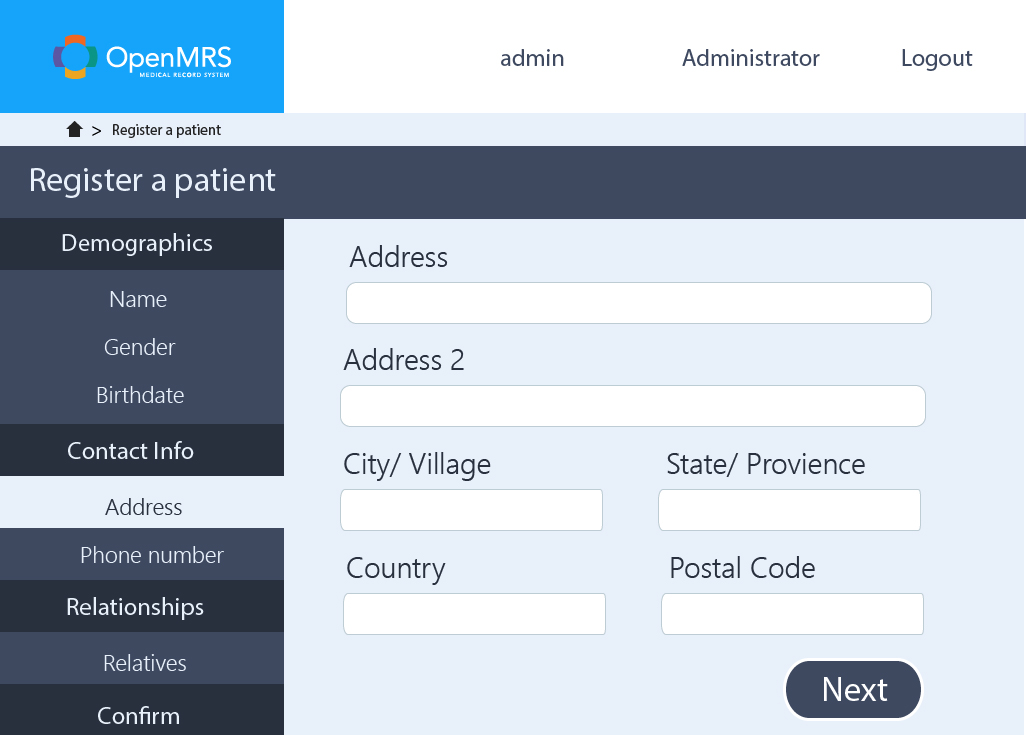 OpenMRS
MEDICAL RECORD SYSTEM
admin
Administrator
Logout
> Register a patient
Register a patient
Demographics
Name
Gender
Birthdate
Contact Info
Address
Phone number
Relationships
Relatives
Confirm
Address
Address 2
City/ Village
State/ Provience
Country
Postal Code
Next